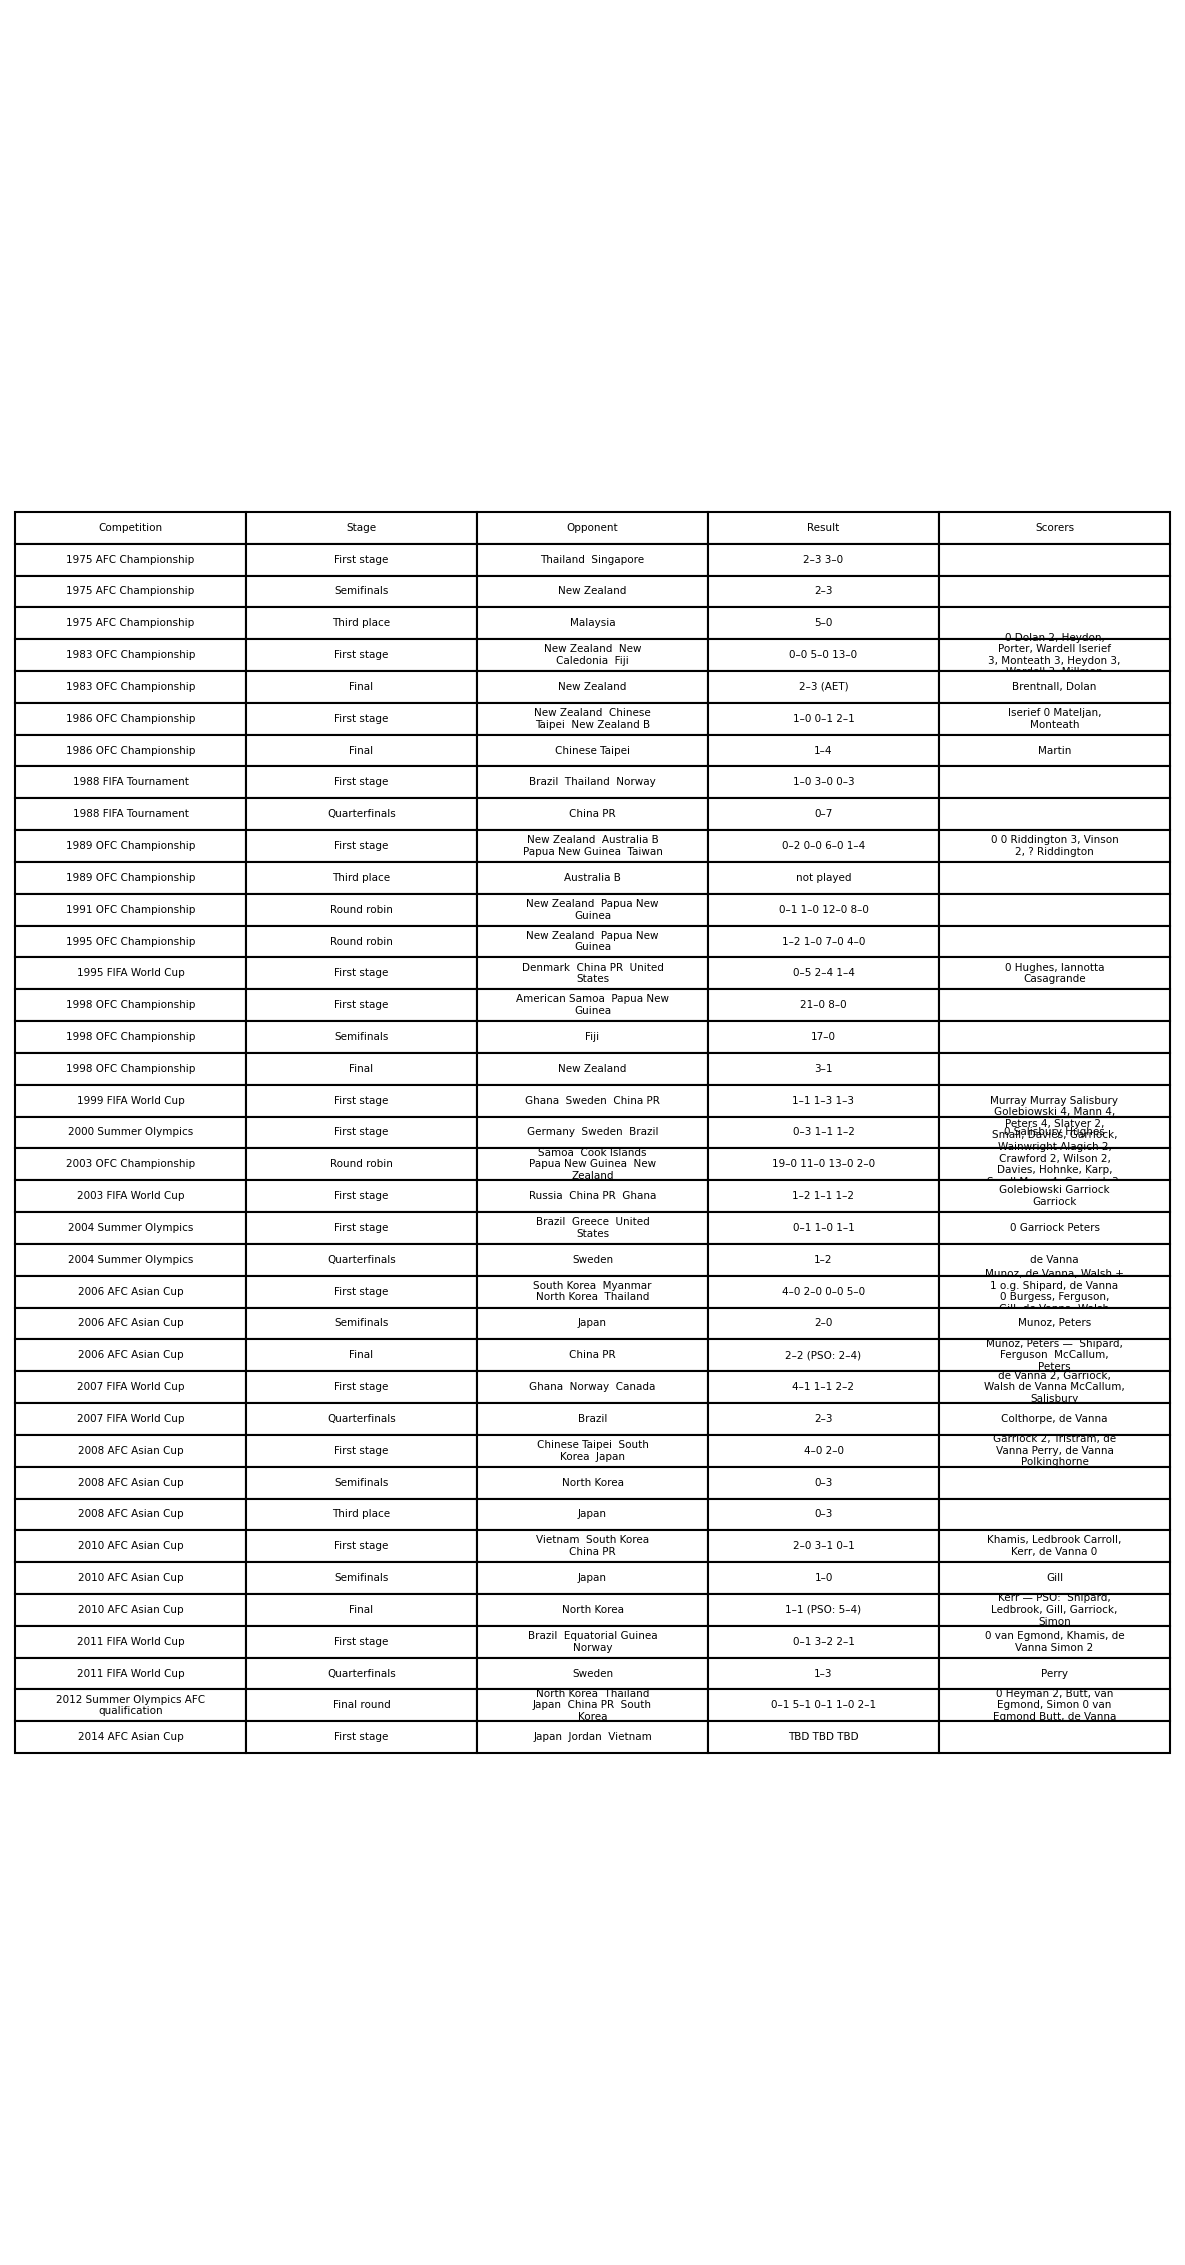 Competition Stage Opponent Result Scorers
1975 AFC Championship First stage Thailand  Singapore 2–3 3–0
1975 AFC Championship Semifinals New Zealand 2–3
1975 AFC Championship Third place Malaysia 5–0
1983 OFC Championship First stage New Zealand  New 0–0 5–0 13–0 0 Dolan 2, Heydon,
Caledonia  Fiji Porter, Wardell Iserief
3, Monteath 3, Heydon 3,
1983 OFC Championship Final New Zealand 2–3 (AET) Brentnall, Dolan
1986 OFC Championship First stage New Zealand  Chinese 1–0 0–1 2–1 Iserief 0 Mateljan,
Taipei  New Zealand B Monteath
1986 OFC Championship Final Chinese Taipei 1–4 Martin
1988 FIFA Tournament First stage Brazil  Thailand  Norway 1–0 3–0 0–3
1988 FIFA Tournament Quarterfinals China PR 0–7
1989 OFC Championship First stage New Zealand  Australia B 0–2 0–0 6–0 1–4 0 0 Riddington 3, Vinson
Papua New Guinea  Taiwan 2, ? Riddington
1989 OFC Championship Third place Australia B not played
1991 OFC Championship Round robin New Zealand  Papua New 0–1 1–0 12–0 8–0
Guinea
1995 OFC Championship Round robin New Zealand  Papua New 1–2 1–0 7–0 4–0
Guinea
1995 FIFA World Cup First stage Denmark  China PR  United 0–5 2–4 1–4 0 Hughes, Iannotta
States Casagrande
1998 OFC Championship First stage American Samoa  Papua New 21–0 8–0
Guinea
1998 OFC Championship Semifinals Fiji 17–0
1998 OFC Championship Final New Zealand 3–1
1999 FIFA World Cup First stage Ghana  Sweden  China PR 1–1 1–3 1–3 Murray Murray Salisbury
2000 Summer Olympics First stage Germany  Sweden  Brazil 0–3 1–1 1–2 0 Salisbury Hughes
2003 OFC Championship Round robin Samoa  Cook Islands 19–0 11–0 13–0 2–0 Golebiowski 4, Mann 4,
Papua New Guinea  New Peters 4, Slatyer 2,
Zealand Small, Davies, Garriock,
Wainwright Alagich 2,
Crawford 2, Wilson 2,
Davies, Hohnke, Karp,
2003 FIFA World Cup First stage Russia  China PR  Ghana 1–2 1–1 1–2 Golebiowski Garriock
Garriock
2004 Summer Olympics First stage Brazil  Greece  United 0–1 1–0 1–1 0 Garriock Peters
States
2004 Summer Olympics Quarterfinals Sweden 1–2 de Vanna
2006 AFC Asian Cup First stage South Korea  Myanmar 4–0 2–0 0–0 5–0 Munoz, de Vanna, Walsh +
North Korea  Thailand 1 o.g. Shipard, de Vanna
0 Burgess, Ferguson,
Gill, de Vanna, Walsh
2006 AFC Asian Cup Semifinals Japan 2–0 Munoz, Peters
2006 AFC Asian Cup Final China PR 2–2 (PSO: 2–4) Munoz, Peters —  Shipard,
Ferguson  McCallum,
Peters
2007 FIFA World Cup First stage Ghana  Norway  Canada 4–1 1–1 2–2 de Vanna 2, Garriock,
Walsh de Vanna McCallum,
Salisbury
2007 FIFA World Cup Quarterfinals Brazil 2–3 Colthorpe, de Vanna
2008 AFC Asian Cup First stage Chinese Taipei  South 4–0 2–0 Garriock 2, Tristram, de
Korea  Japan Vanna Perry, de Vanna
Polkinghorne
2008 AFC Asian Cup Semifinals North Korea 0–3
2008 AFC Asian Cup Third place Japan 0–3
2010 AFC Asian Cup First stage Vietnam  South Korea 2–0 3–1 0–1 Khamis, Ledbrook Carroll,
China PR Kerr, de Vanna 0
2010 AFC Asian Cup Semifinals Japan 1–0 Gill
2010 AFC Asian Cup Final North Korea 1–1 (PSO: 5–4) Kerr — PSO:  Shipard,
Ledbrook, Gill, Garriock,
Simon
2011 FIFA World Cup First stage Brazil  Equatorial Guinea 0–1 3–2 2–1 0 van Egmond, Khamis, de
Norway Vanna Simon 2
2011 FIFA World Cup Quarterfinals Sweden 1–3 Perry
2012 Summer Olympics AFC Final round North Korea  Thailand 0–1 5–1 0–1 1–0 2–1 0 Heyman 2, Butt, van
qualification Japan  China PR  South Egmond, Simon 0 van
Korea Egmond Butt, de Vanna
2014 AFC Asian Cup First stage Japan  Jordan  Vietnam TBD TBD TBD